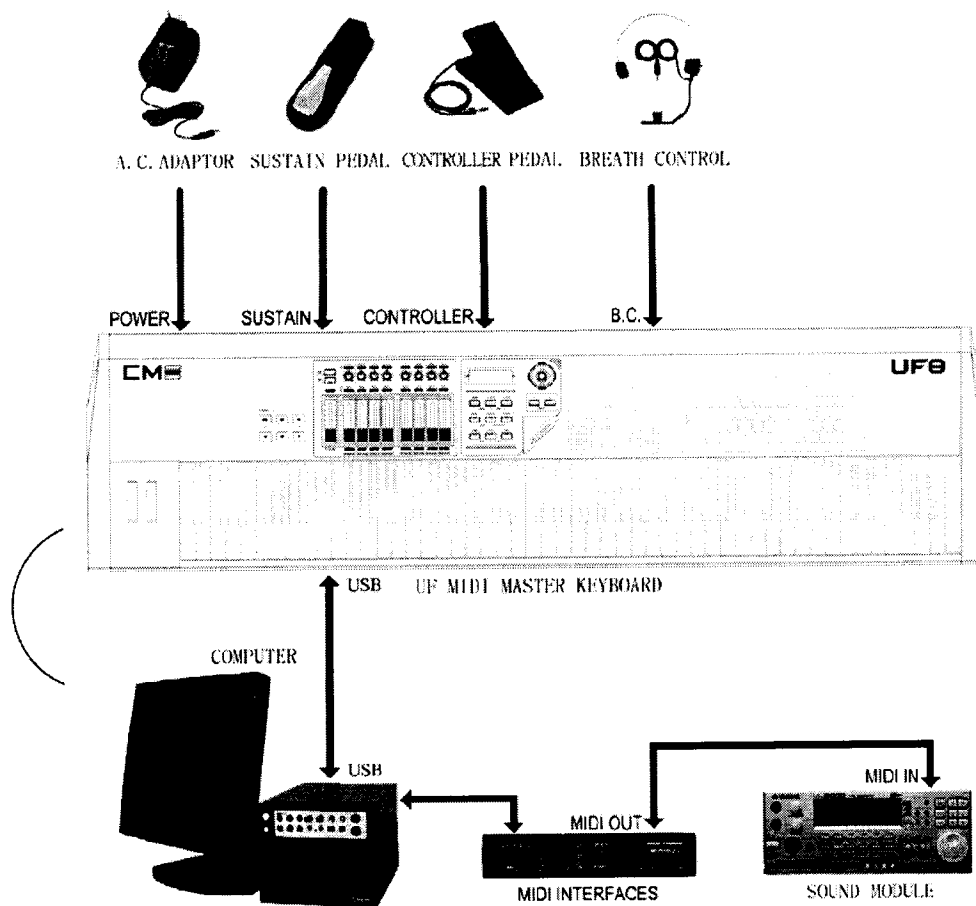 A. C. ADAPTOR SUSTAIN PEDAL CONTROLLER PEDAL BREATH CONTROL
POWER SUSTAIN CONTROLLER B.C.
CME UF8
USB UF MIDI MASTER KEYBOARD
COMPUTER
USB
MIDI IN
MIDI OUT
MIDI INTERFACES SOUND MODULE